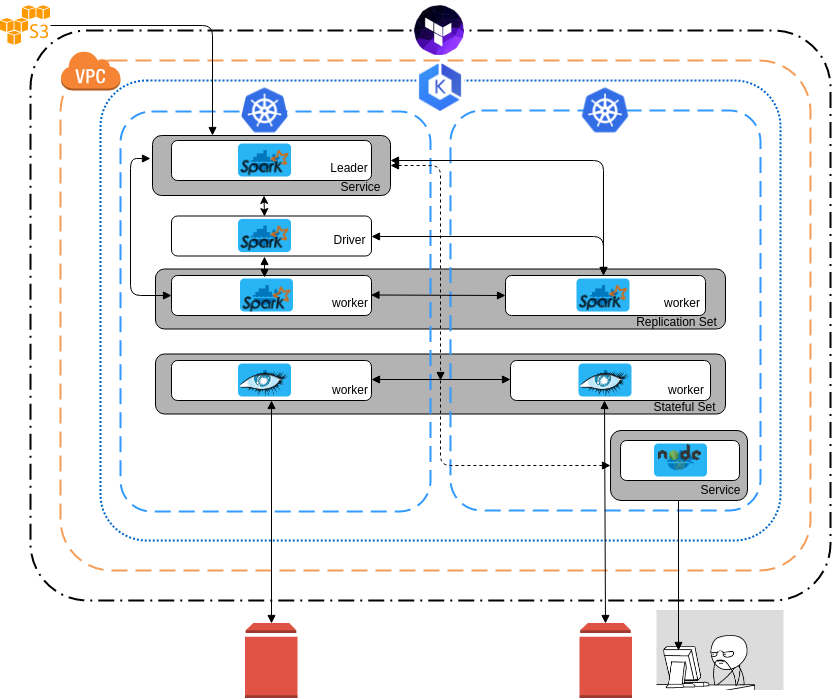 S3
VPC
K
Spark
Leader
Service
Spark
Driver
Spark
worker
Spark
worker
Replication Set
worker
worker
Stateful Set
node
Service